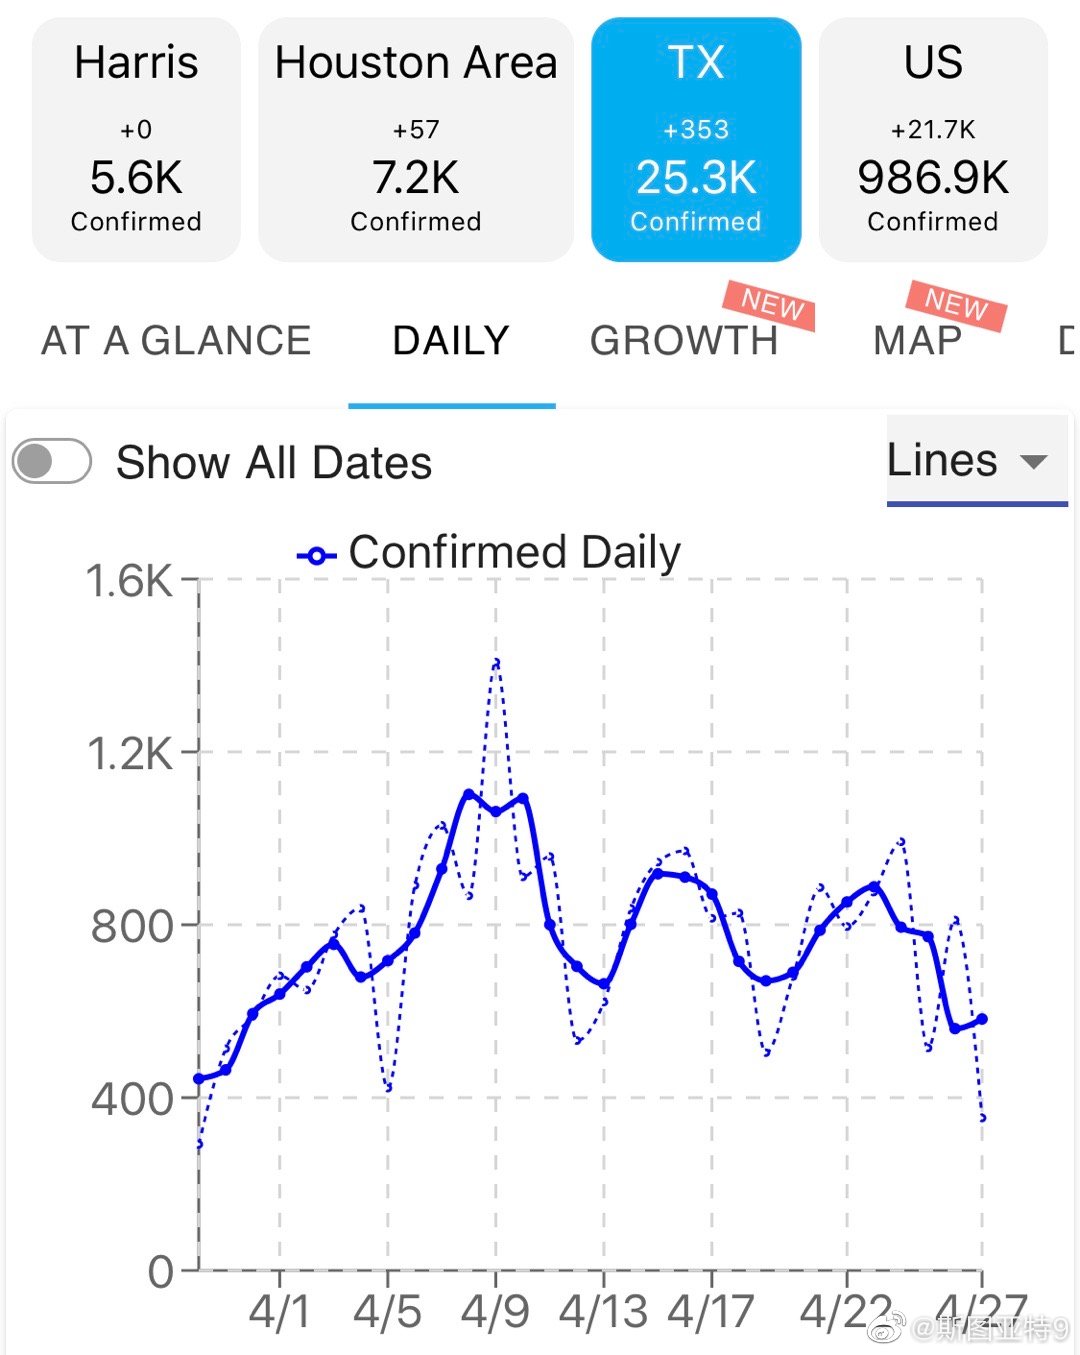 Harris
+0
5.6K
Confirmed
Houston Area
+57
7.2K
Confirmed
TX
+353
25.3K
Confirmed
US
+21.7K
986.9K
Confirmed
AT A GLANCE
DAILY
GROWTH
NEW
MAP
NEW
Show All Dates
Lines
Confirmed Daily
1.6K
1.2K
800
400
0
4/1 4/5 4/9 4/13 4/17 4/22 4/27
@斯图亚特9